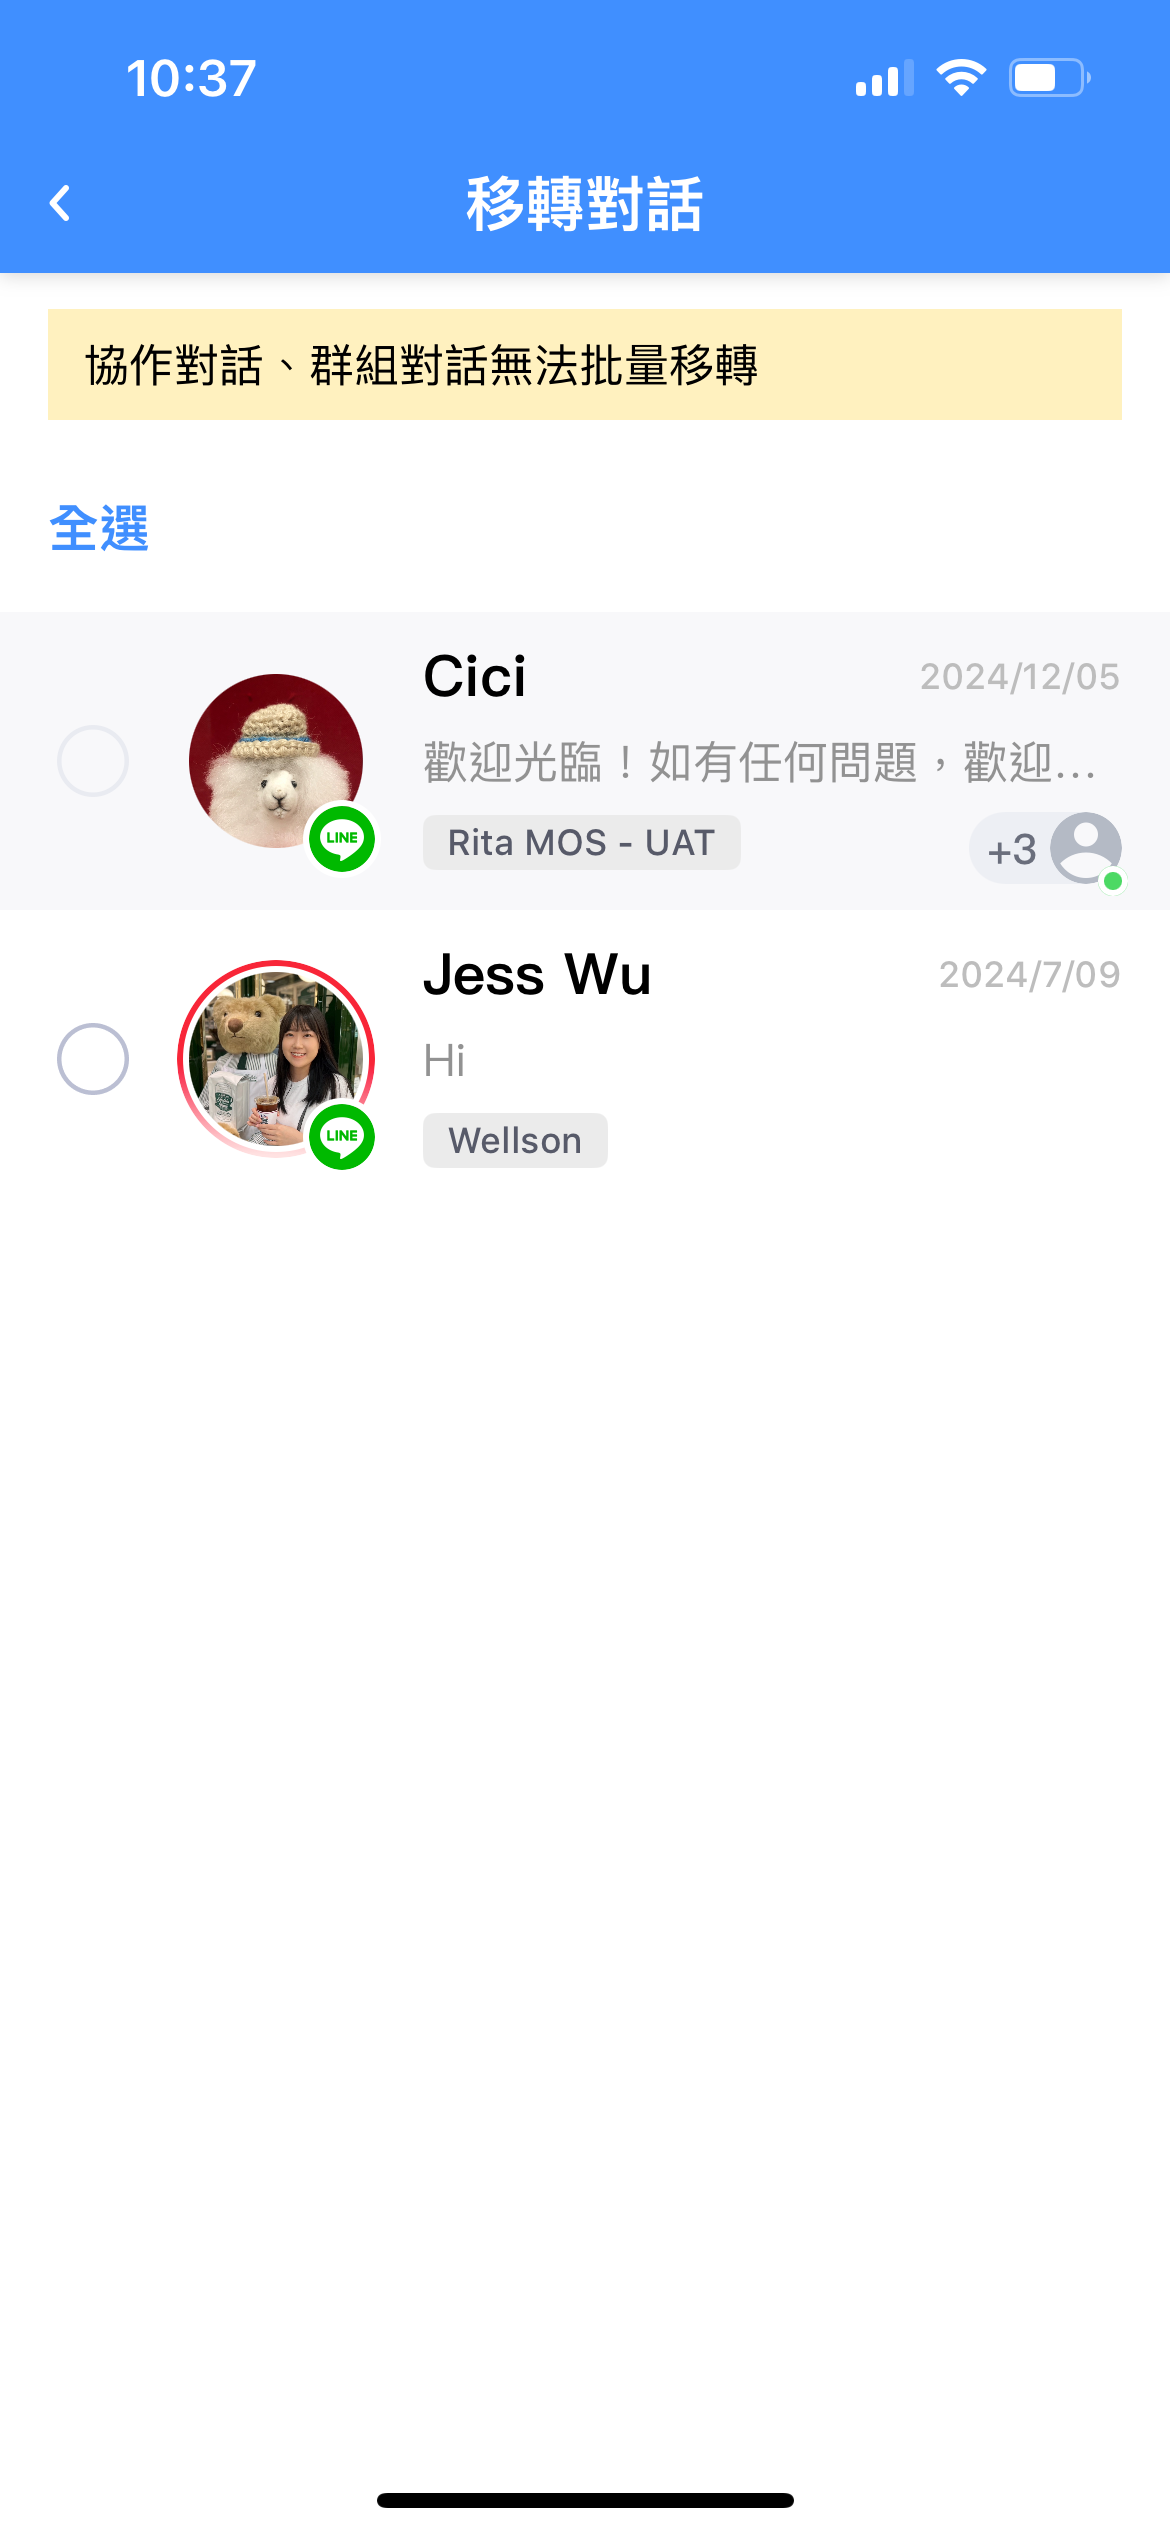 10:37
移轉對話
協作對話、群組對話無法批量移轉
全選
Cici
2024/12/05
歡迎光臨！如有任何問題，歡迎...
LINE
Rita MOS - UAT
+3
Jess Wu
2024/7/09
Hi
LINE
Wellson